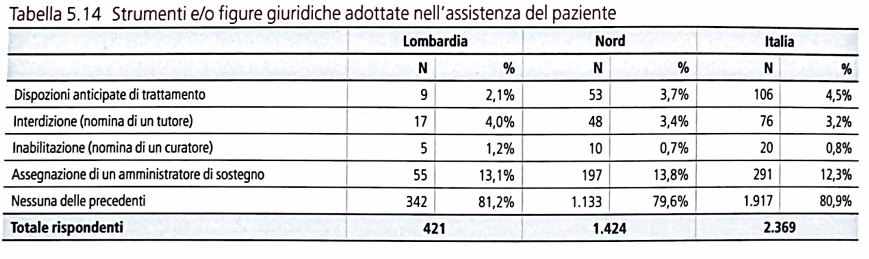 Tabella 5.14 Strumenti e/o figure giuridiche adottate nell'assistenza del paziente
Lombardia Nord Italia
N % N % N %
Dispozioni anticipate di trattamento 9 2,1% 53 3,7% 106 4,5%
Interdizione (nomina di un tutore) 17 4,0% 48 3,4% 76 3,2%
Inabilitazione (nomina di un curatore) 5 1,2% 10 0,7% 20 0,8%
Assegnazione di un amministratore di sostegno 55 13,1% 197 13,8% 291 12,3%
Nessuna delle precedenti 342 81,2% 1.133 79,6% 1.917 80,9%
Totale rispondenti 421 1.424 2.369